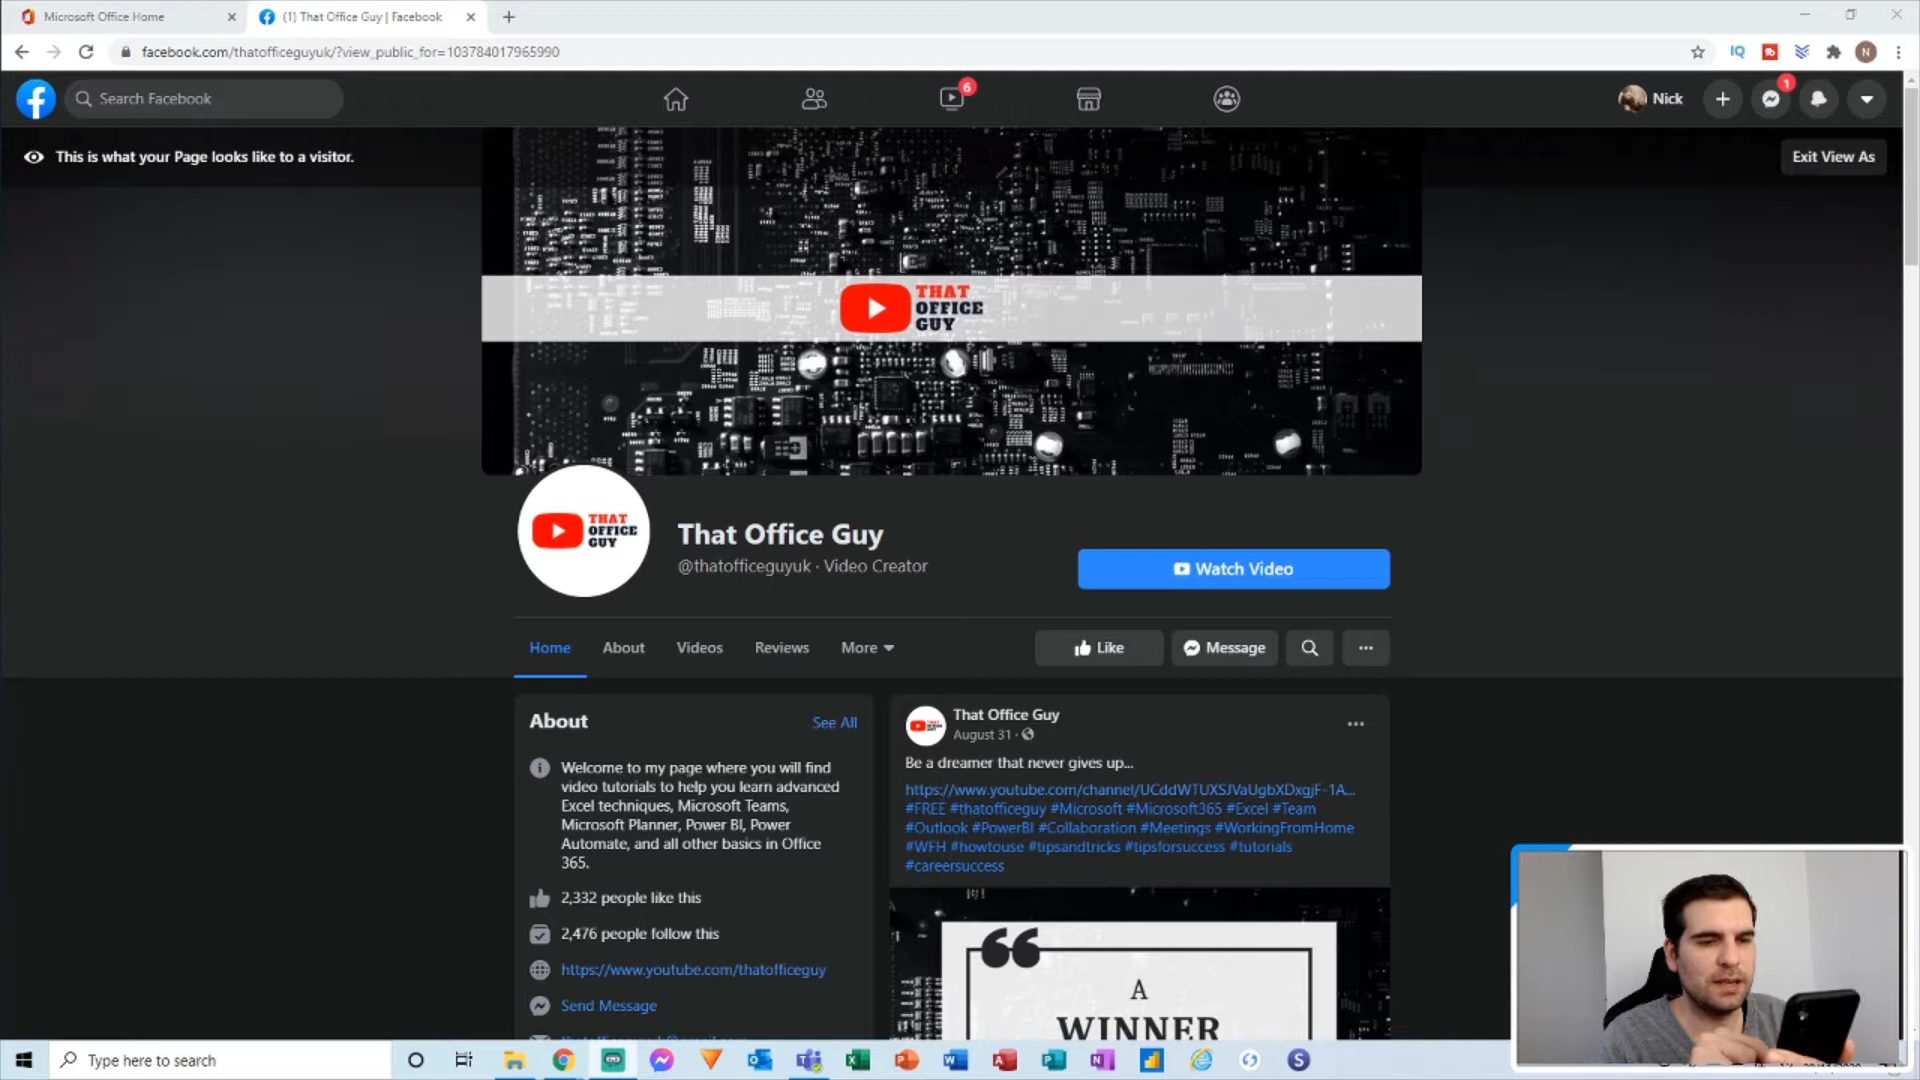 Microsoft Office Home
(1) That Office Guy | Facebook
facebook.com/thatofficeguyuk/?view_public_for=103784017965990
IQ
N
Search Facebook
6
Nick
1
This is what your Page looks like to a visitor.
Exit View As
THAT
OFFICE
GUY
THAT
OFFICE
GUY
That Office Guy
@thatofficeguyuk · Video Creator
Watch Video
Home
About
Videos
Reviews
More
Like
Message
About
See All
Welcome to my page where you will find
video tutorials to help you learn advanced
Excel techniques, Microsoft Teams,
Microsoft Planner, Power BI, Power
Automate, and all other basics in Office
365.
2,332 people like this
2,476 people follow this
https://www.youtube.com/thatofficeguy
Send Message
That Office Guy
August 31 ·
Be a dreamer that never gives up...
https://www.youtube.com/channel/UCddWTUXSJVaUgbXDxgjF-1A...
#FREE #thatofficeguy #Microsoft #Microsoft365 #Excel #Team
#Outlook #PowerBI #Collaboration #Meetings #WorkingFromHome
#WFH #howtouse #tipsandtricks #tipsforsuccess #tutorials
#careersuccess
A
WINNER
Type here to search